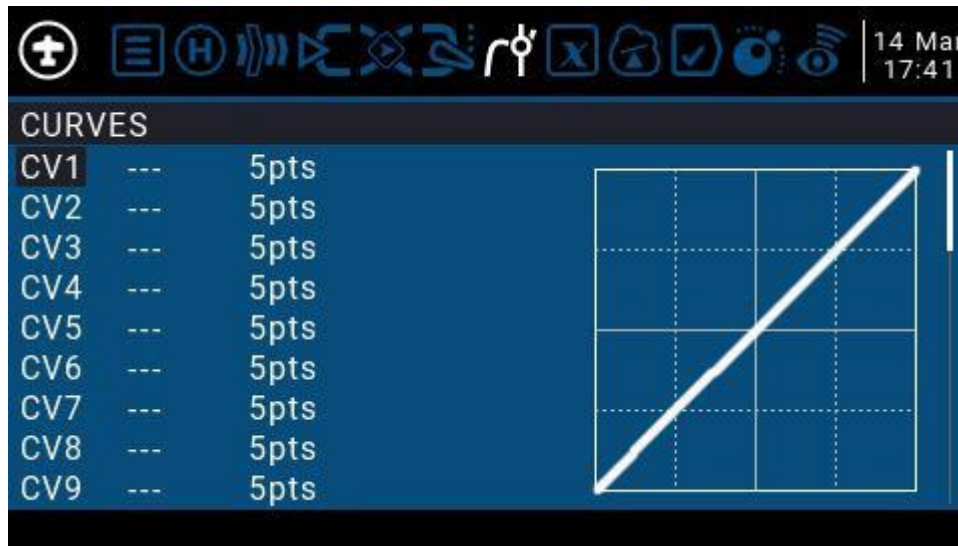 14 Mar
17:41
CURVES
CV1 --- 5pts
CV2 --- 5pts
CV3 --- 5pts
CV4 --- 5pts
CV5 --- 5pts
CV6 --- 5pts
CV7 --- 5pts
CV8 --- 5pts
CV9 --- 5pts